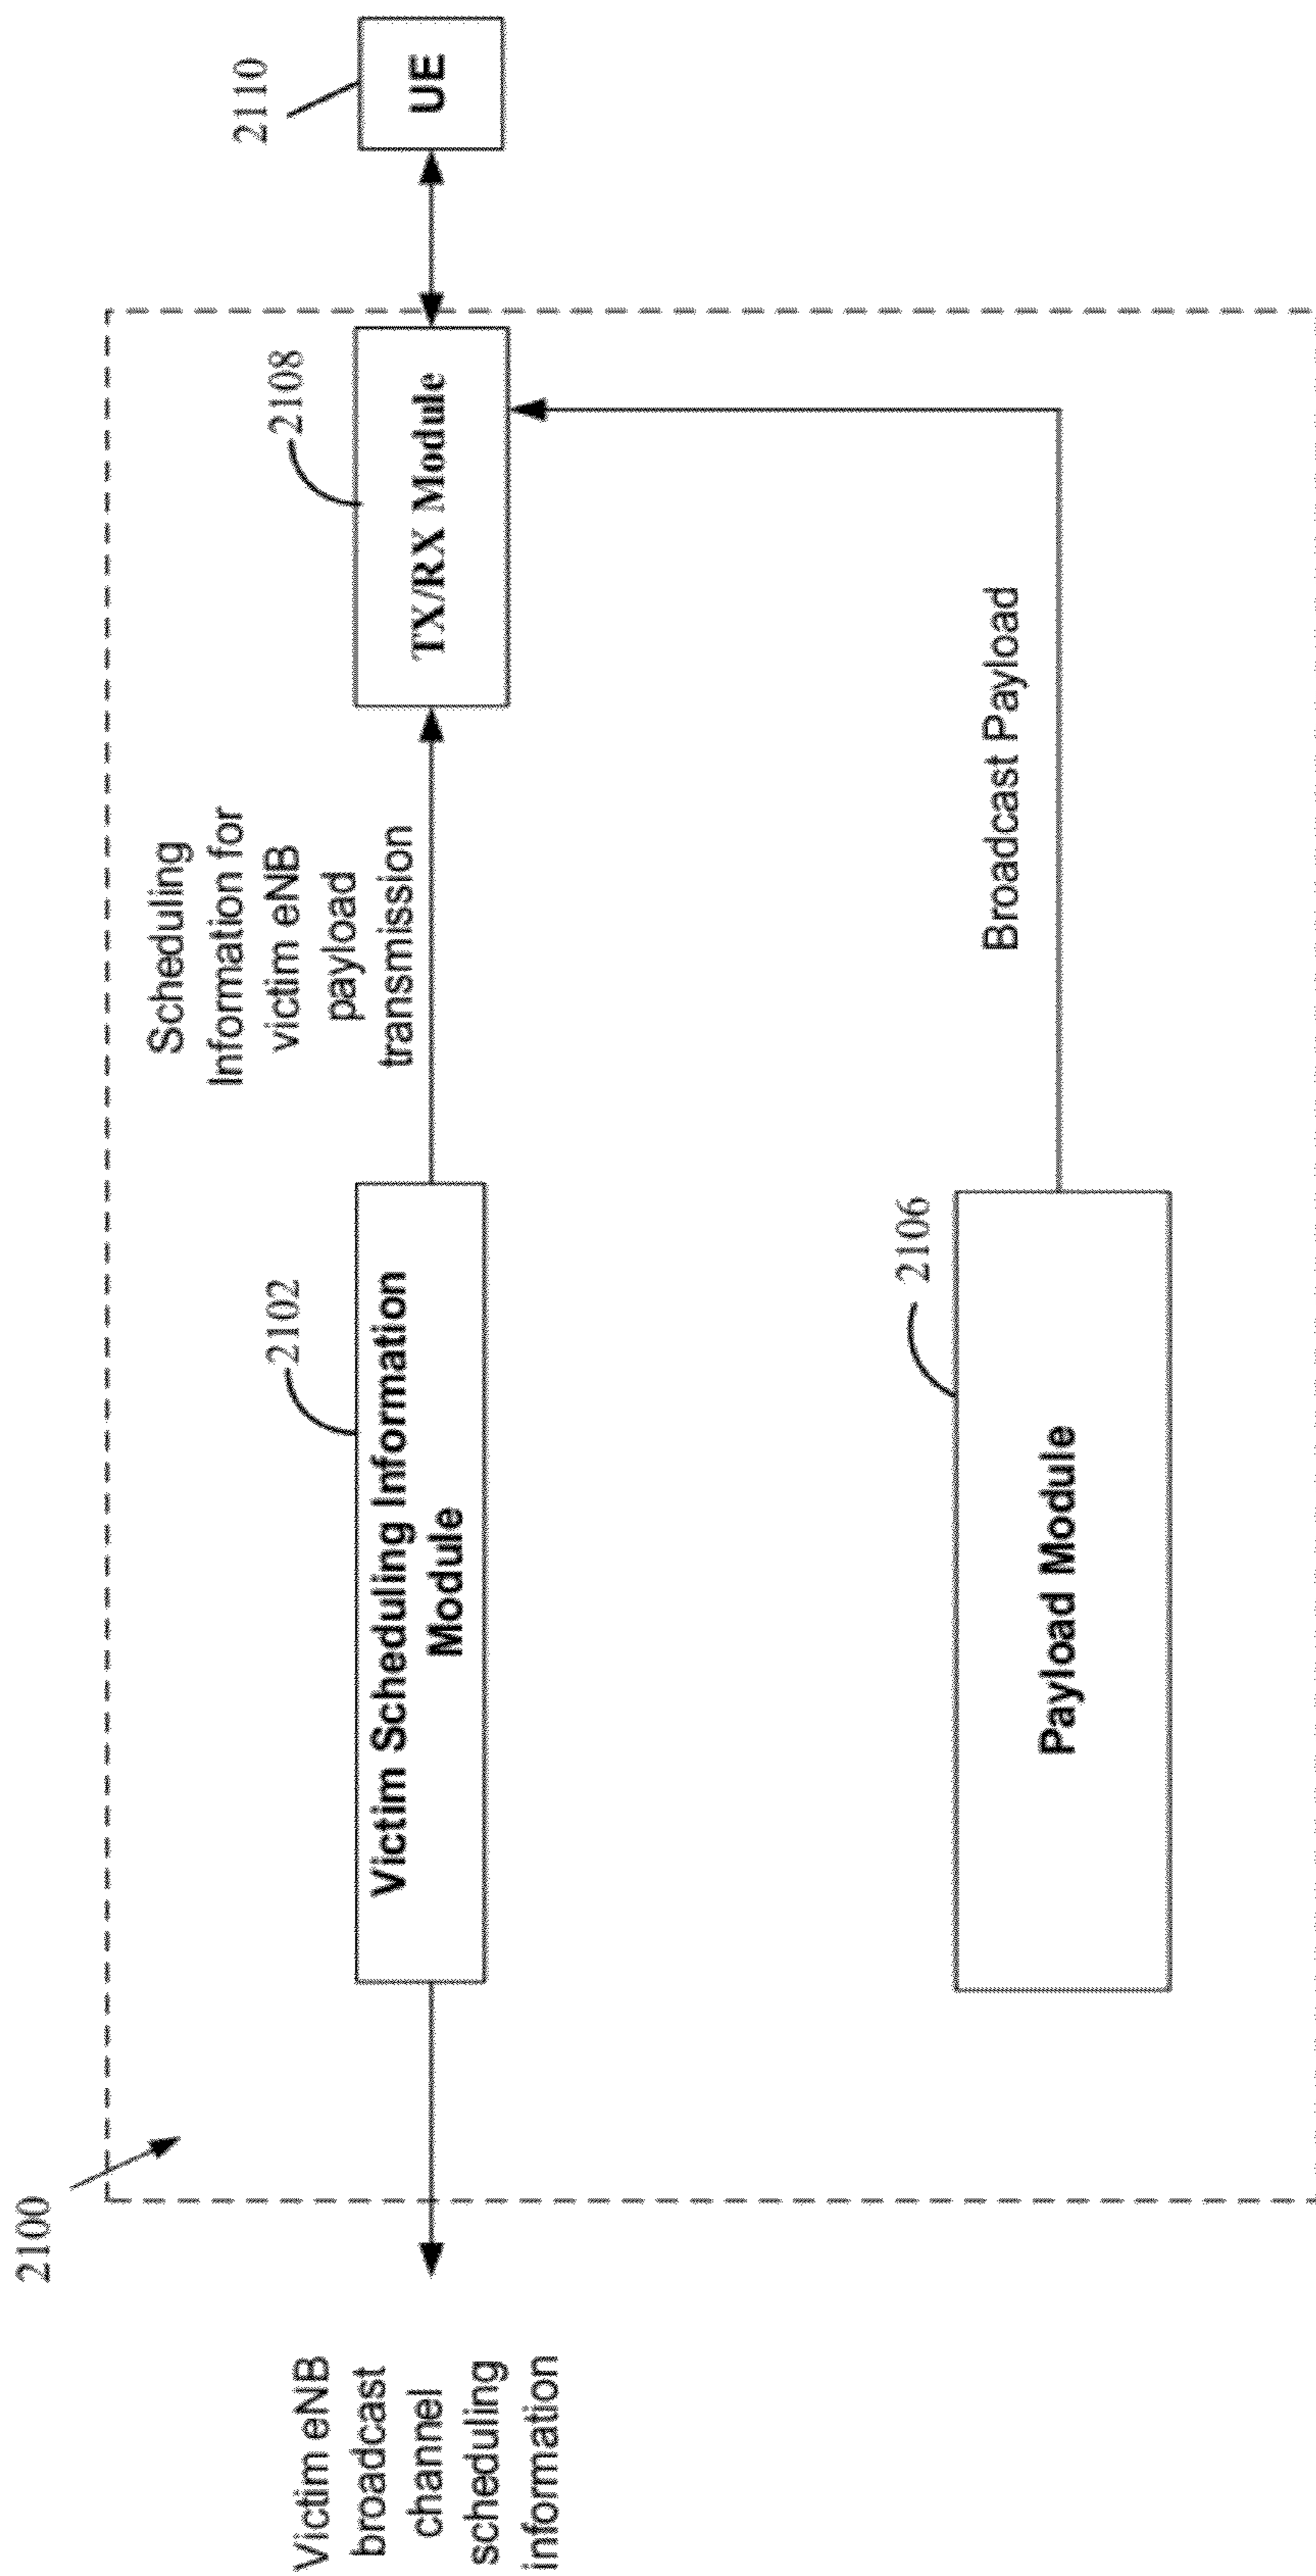 2100
Victim eNB
broadcast
channel
scheduling
information
2102
Victim Scheduling Information
Module
Scheduling
Information for
victim eNB
payload
transmission
2108
TX/RX Module
2110
UE
2106
Payload Module
Broadcast Payload